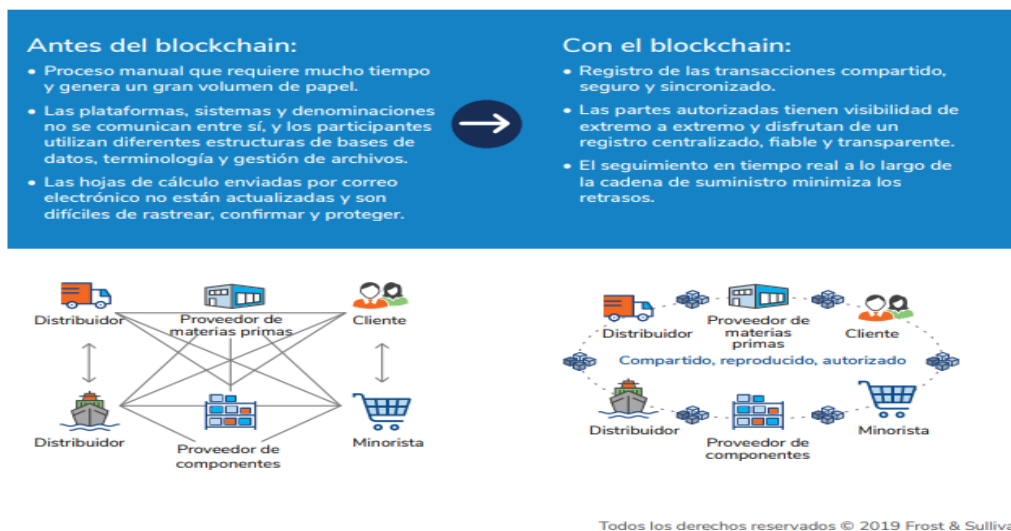 Antes del blockchain:
• Proceso manual que requiere mucho tiempo
y genera un gran volumen de papel.
• Las plataformas, sistemas y denominaciones
no se comunican entre sí, y los participantes
utilizan diferentes estructuras de bases de
datos, terminología y gestión de archivos.
• Las hojas de cálculo enviadas por correo
electrónico no están actualizadas y son
difíciles de rastrear, confirmar y proteger.
Con el blockchain:
• Registro de las transacciones compartido,
seguro y sincronizado.
• Las partes autorizadas tienen visibilidad de
extremo a extremo y disfrutan de un
registro centralizado, fiable y transparente.
• El seguimiento en tiempo real a lo largo de
la cadena de suministro minimiza los
retrasos.
Distribuidor
Proveedor de
materias primas
Cliente
Distribuidor
Proveedor de
componentes
Minorista
Distribuidor
Proveedor de
materias
primas
Cliente
Compartido, reproducido, autorizado
Distribuidor
Proveedor de
componentes
Minorista
Todos los derechos reservados © 2019 Frost & Sulliva